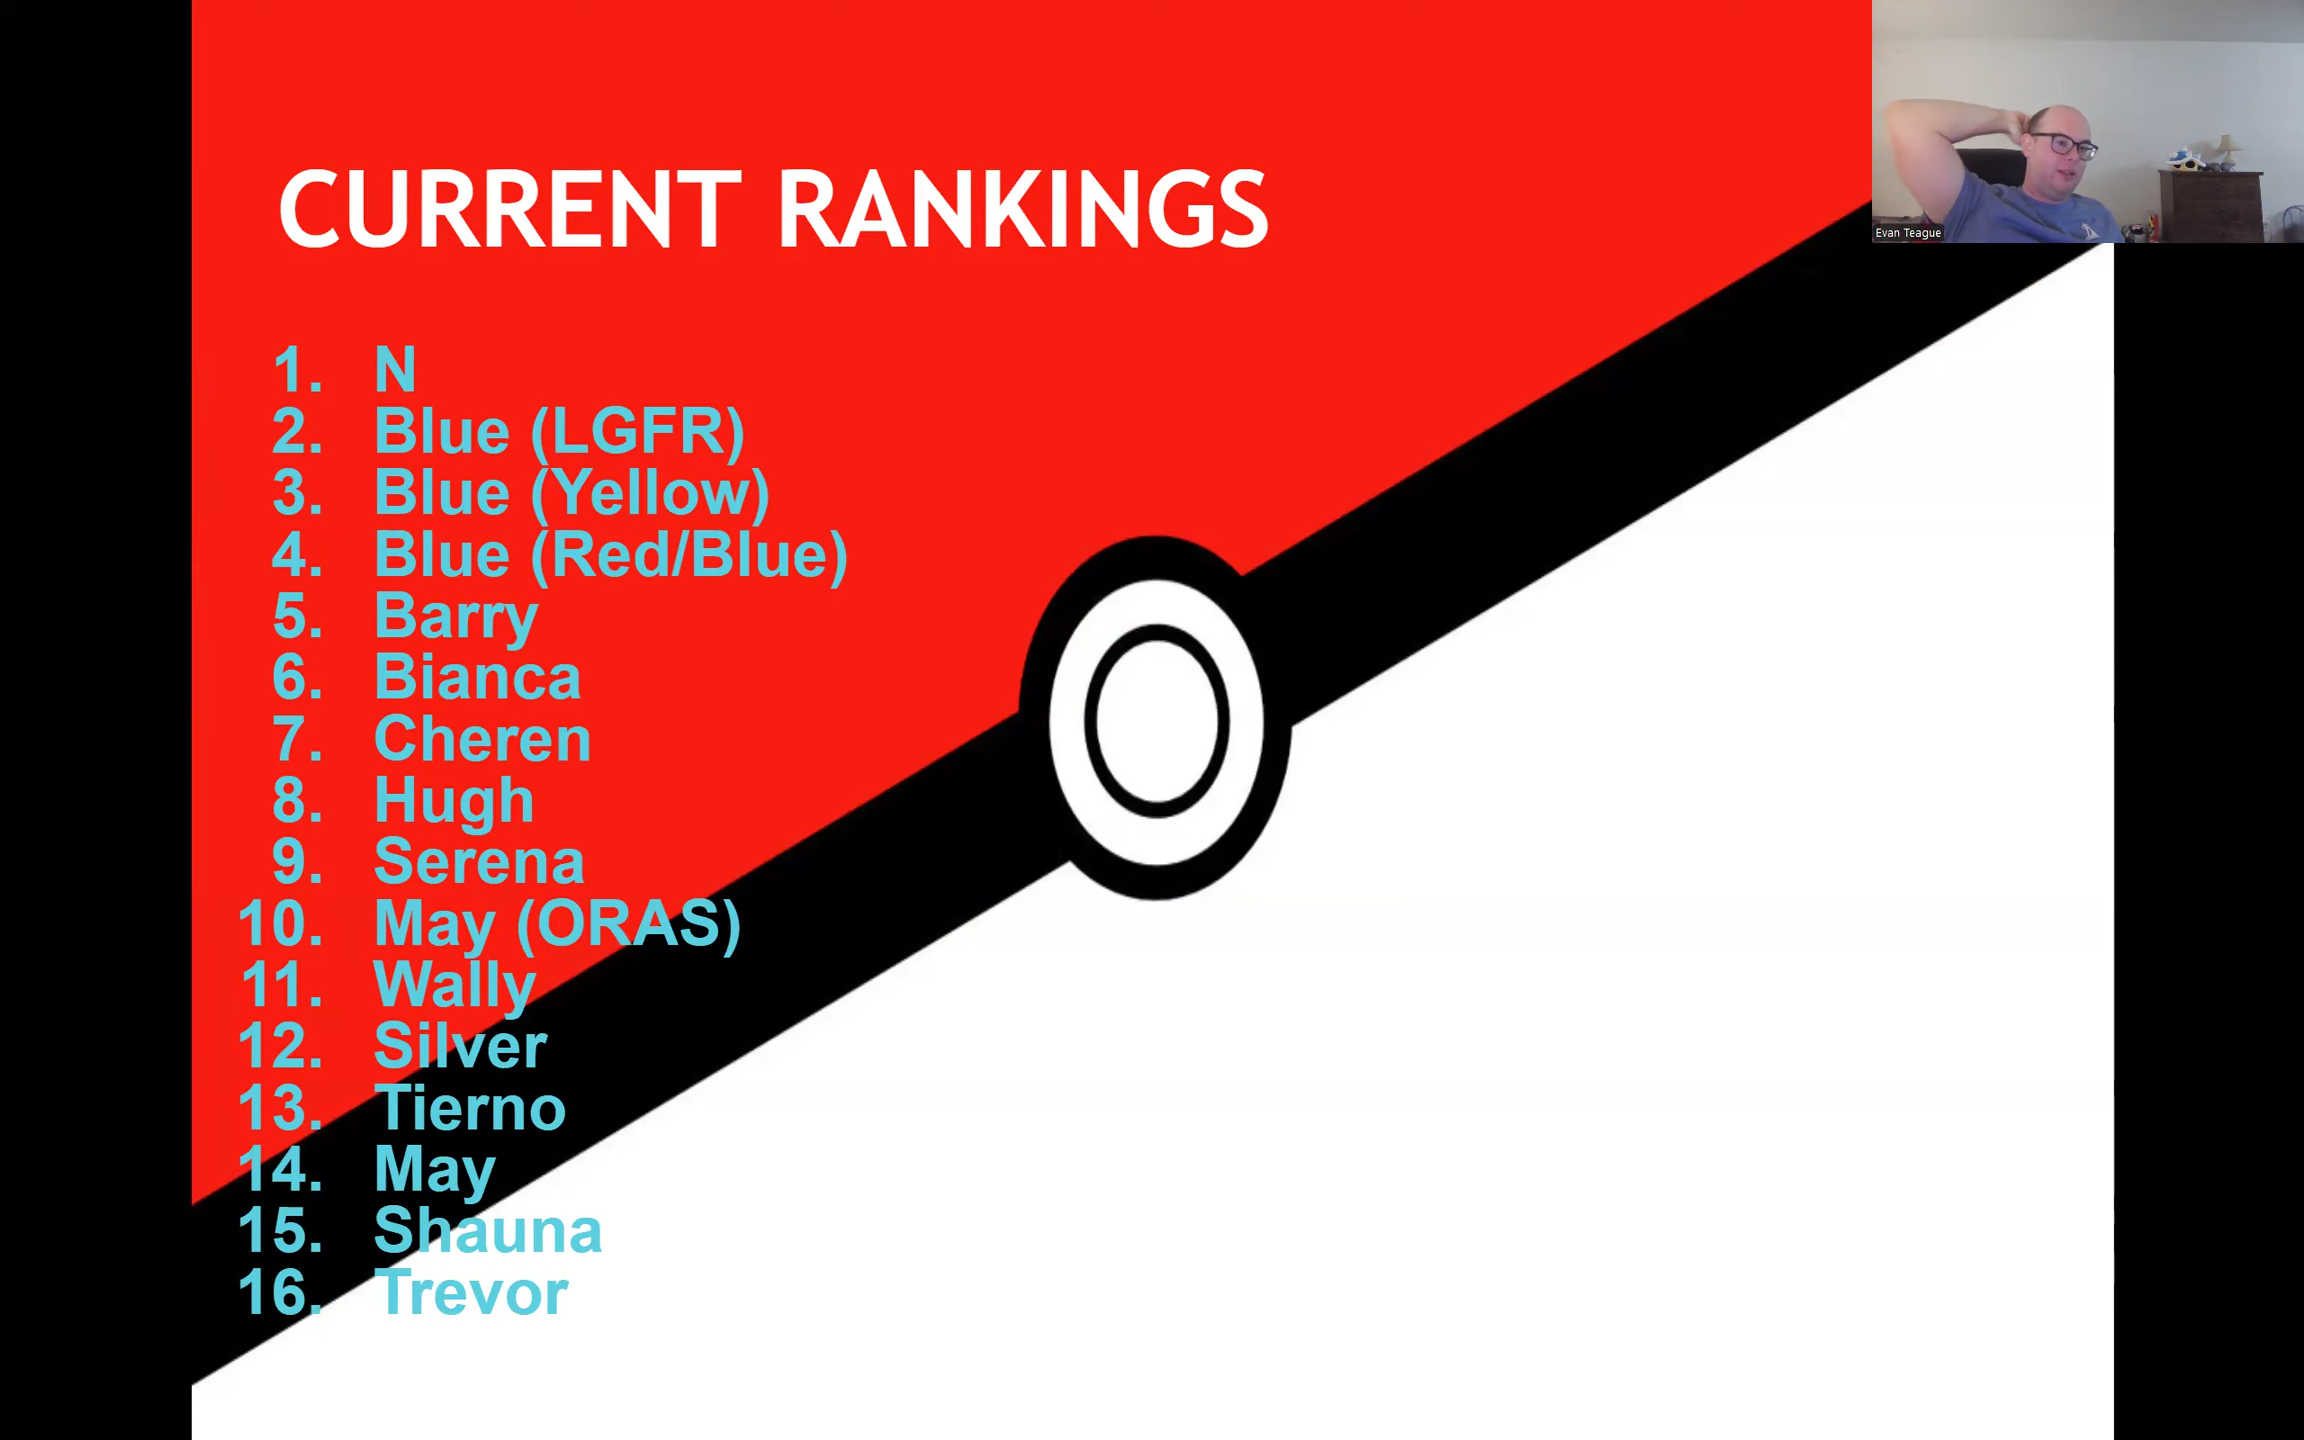 CURRENT RANKINGS
Evan Teague
1. N
2. Blue (LGFR)
3. Blue (Yellow)
4. Blue (Red/Blue)
5. Barry
6. Bianca
7. Cheren
8. Hugh
9. Serena
10. May (ORAS)
11. Wally
12. Silver
13. Tierno
14. May
15. Shauna
16. Trevor